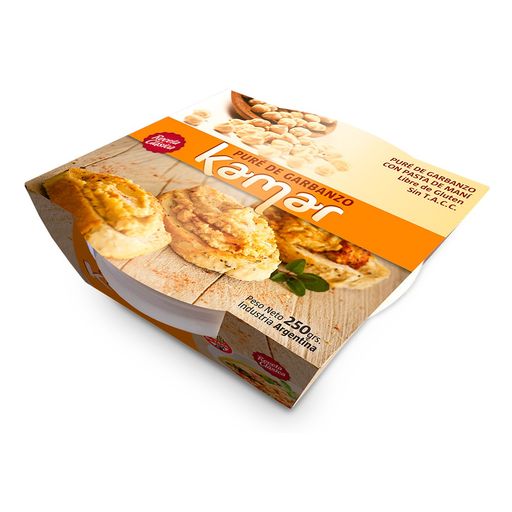 Receta
Clásica
PURÉ DE GARBANZO
Kamar
PURÉ DE GARBANZO
CON PASTA DE MANÍ
Libre de Gluten
Sin T.A.C.C.
Peso Neto 250grs.
Industria Argentina
Receta
Clásica